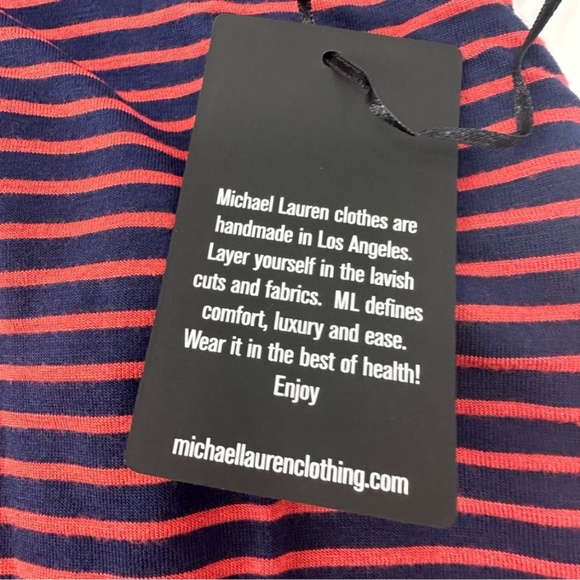 Michael Lauren clothes are
handmade in Los Angeles.
Layer yourself in the lavish
cuts and fabrics. ML defines
comfort, luxury and ease.
Wear it in the best of health!
Enjoy
michaellaurenclothing.com